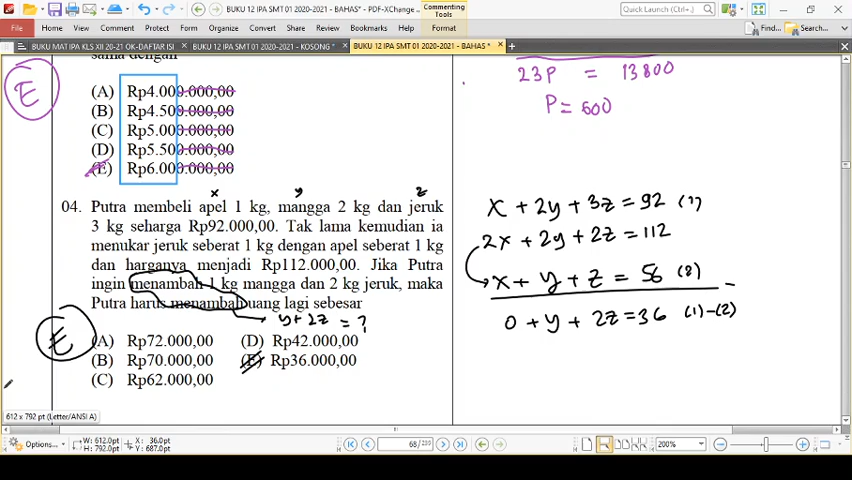 Commenting Tools
BUKU 12 IPA SMT 01 2020-2021 - BAHAS* - PDF-XChange
Quick Launch (Ctrl+.)
File
Home
Organize
Convert
Share
Review
Bookmarks
Help
Format
Find...
Search...
BUKU MAT IPA KLS XII 20-21 OK-DAFTAR ISI
BUKU 12 IPA SMT 01 2020-2021 - KOSONG *
BUKU 12 IPA SMT 01 2020-2021 - BAHAS *
sama dengan
E
(A) Rp4.000.000,00
(B) Rp4.500.000,00
(C) Rp5.000.000,00
(D) Rp5.500.000,00
(E) Rp6.000.000,00
23P = 13800
P = 600
x y z
04. Putra membeli apel 1 kg, mangga 2 kg dan jeruk
3 kg seharga Rp92.000,00. Tak lama kemudian ia
menukar jeruk seberat 1 kg dengan apel seberat 1 kg
dan harganya menjadi Rp112.000,00. Jika Putra
ingin menambah 1 kg mangga dan 2 kg jeruk, maka
Putra harus menambah uang lagi sebesar
y+2z = ?
E
(A) Rp72.000,00
(D) Rp42.000,00
(B) Rp70.000,00
(E) Rp36.000,00
(C) Rp62.000,00
x + 2y + 3z = 92 (1)
2x + 2y + 2z = 112
x + y + z = 56 (2) -
0 + y + 2z = 36 (1)-(2)
612 x 792 pt (Letter/ANSI A)
Options...
W: 612.0pt
H: 792.0pt
X: 36.0pt
Y: 687.0pt
68/233
200%